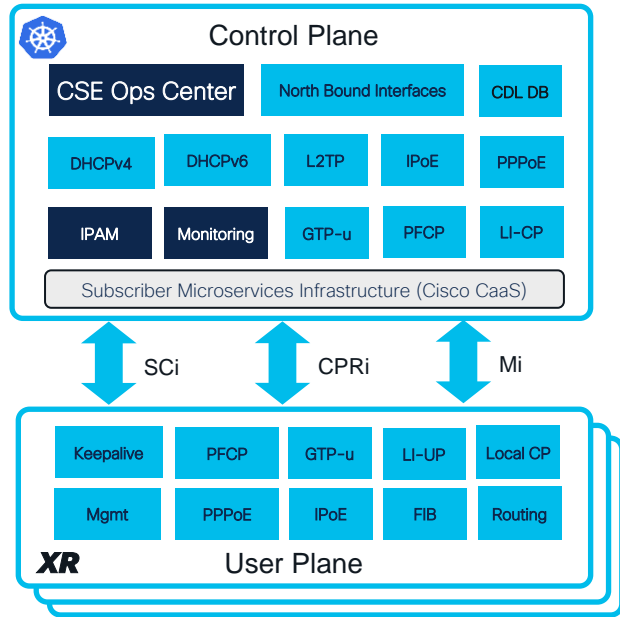 Control Plane
CSE Ops Center
North Bound Interfaces
CDL DB
DHCPv4
DHCPv6
L2TP
IPoE
PPPoE
IPAM
Monitoring
GTP-u
PFCP
LI-CP
Subscriber Microservices Infrastructure (Cisco CaaS)
SCi
CPRi
Mi
Keepalive
PFCP
GTP-u
LI-UP
Local CP
Mgmt
PPPoE
IPoE
FIB
Routing
XR
User Plane